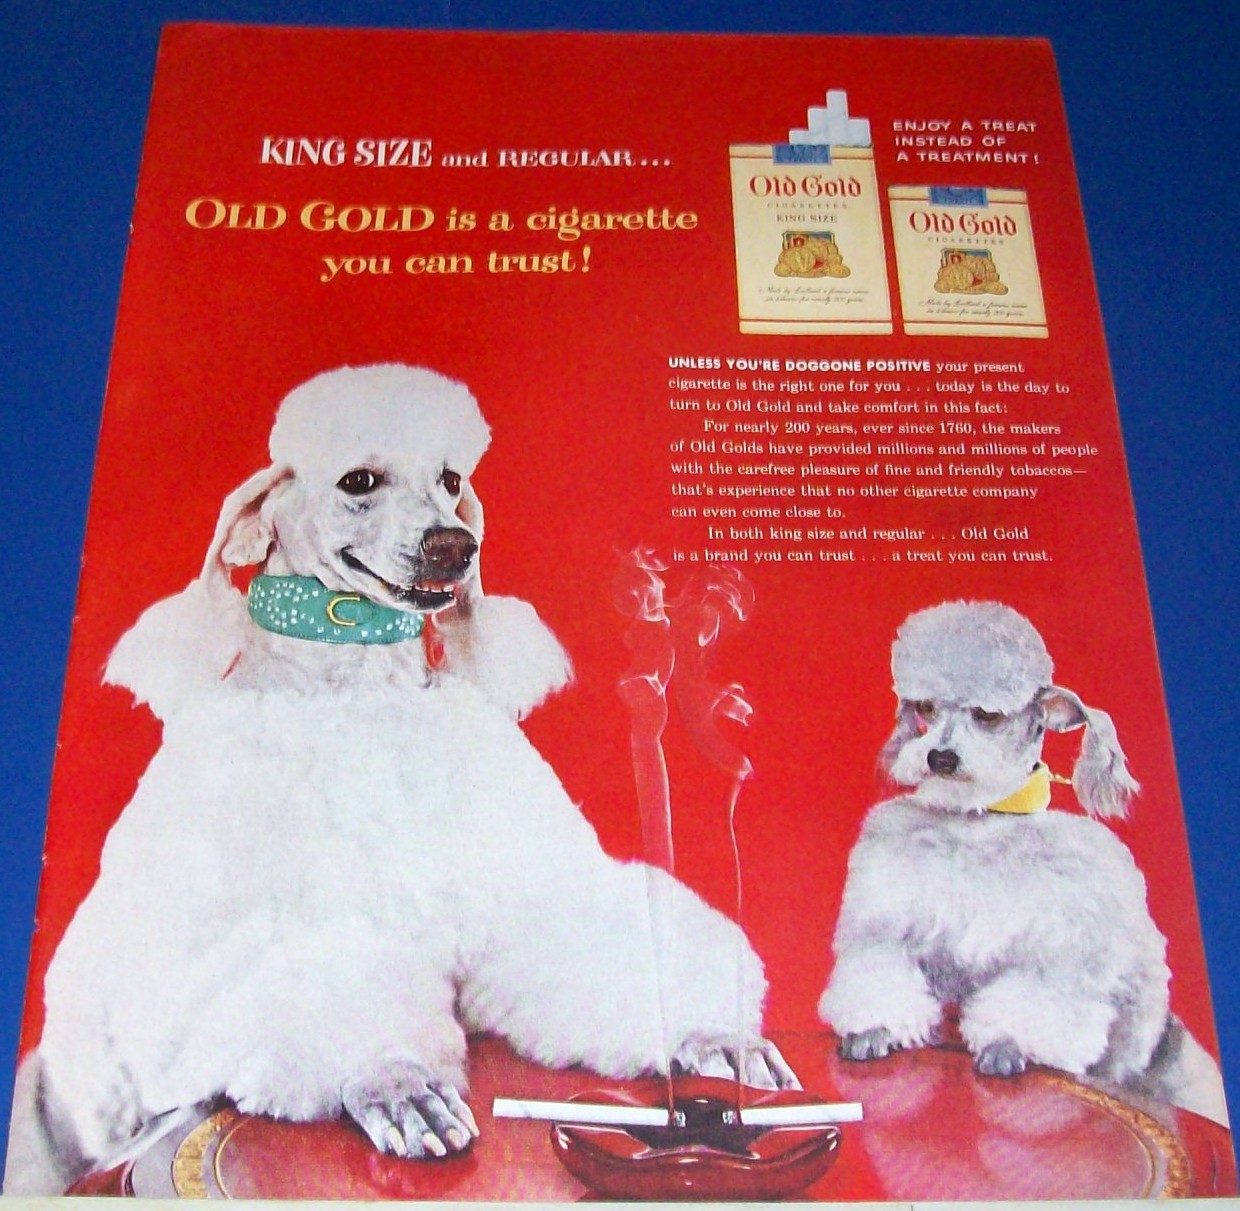 KING SIZE and REGULAR...
OLD GOLD is a cigarette
you can trust!
ENJOY A TREAT
INSTEAD OF
A TREATMENT!
Old Gold
CIGARETTES
KING SIZE
Old Gold
CIGARETTES
UNLESS YOU'RE DOGGONE POSITIVE your present
cigarette is the right one for you . . . today is the day to
turn to Old Gold and take comfort in this fact:
For nearly 200 years, ever since 1760, the makers
of Old Golds have provided millions and millions of people
with the carefree pleasure of fine and friendly tobaccos—
that's experience that no other cigarette company
can even come close to.
In both king size and regular . . . Old Gold
is a brand you can trust . . . a treat you can trust.